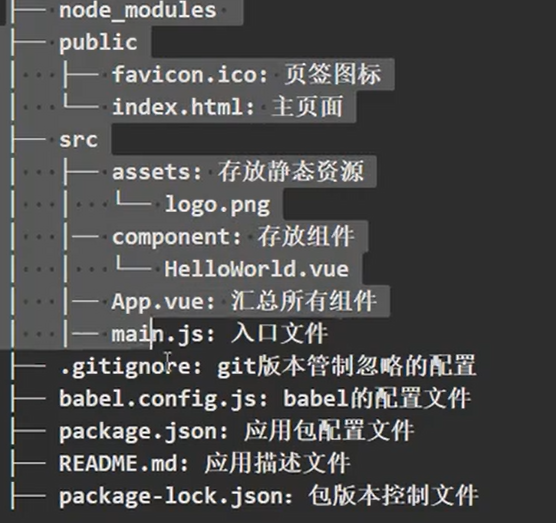 ├── node_modules
├── public
│   ├── favicon.ico: 页签图标
│   └── index.html: 主页面
├── src
│   ├── assets: 存放静态资源
│   │   └── logo.png
│   │── component: 存放组件
│   │   └── HelloWorld.vue
│   │── App.vue: 汇总所有组件
│   │── main.js: 入口文件
├── .gitignore: git版本管制忽略的配置
├── babel.config.js: babel的配置文件
├── package.json: 应用包配置文件
├── README.md: 应用描述文件
├── package-lock.json: 包版本控制文件